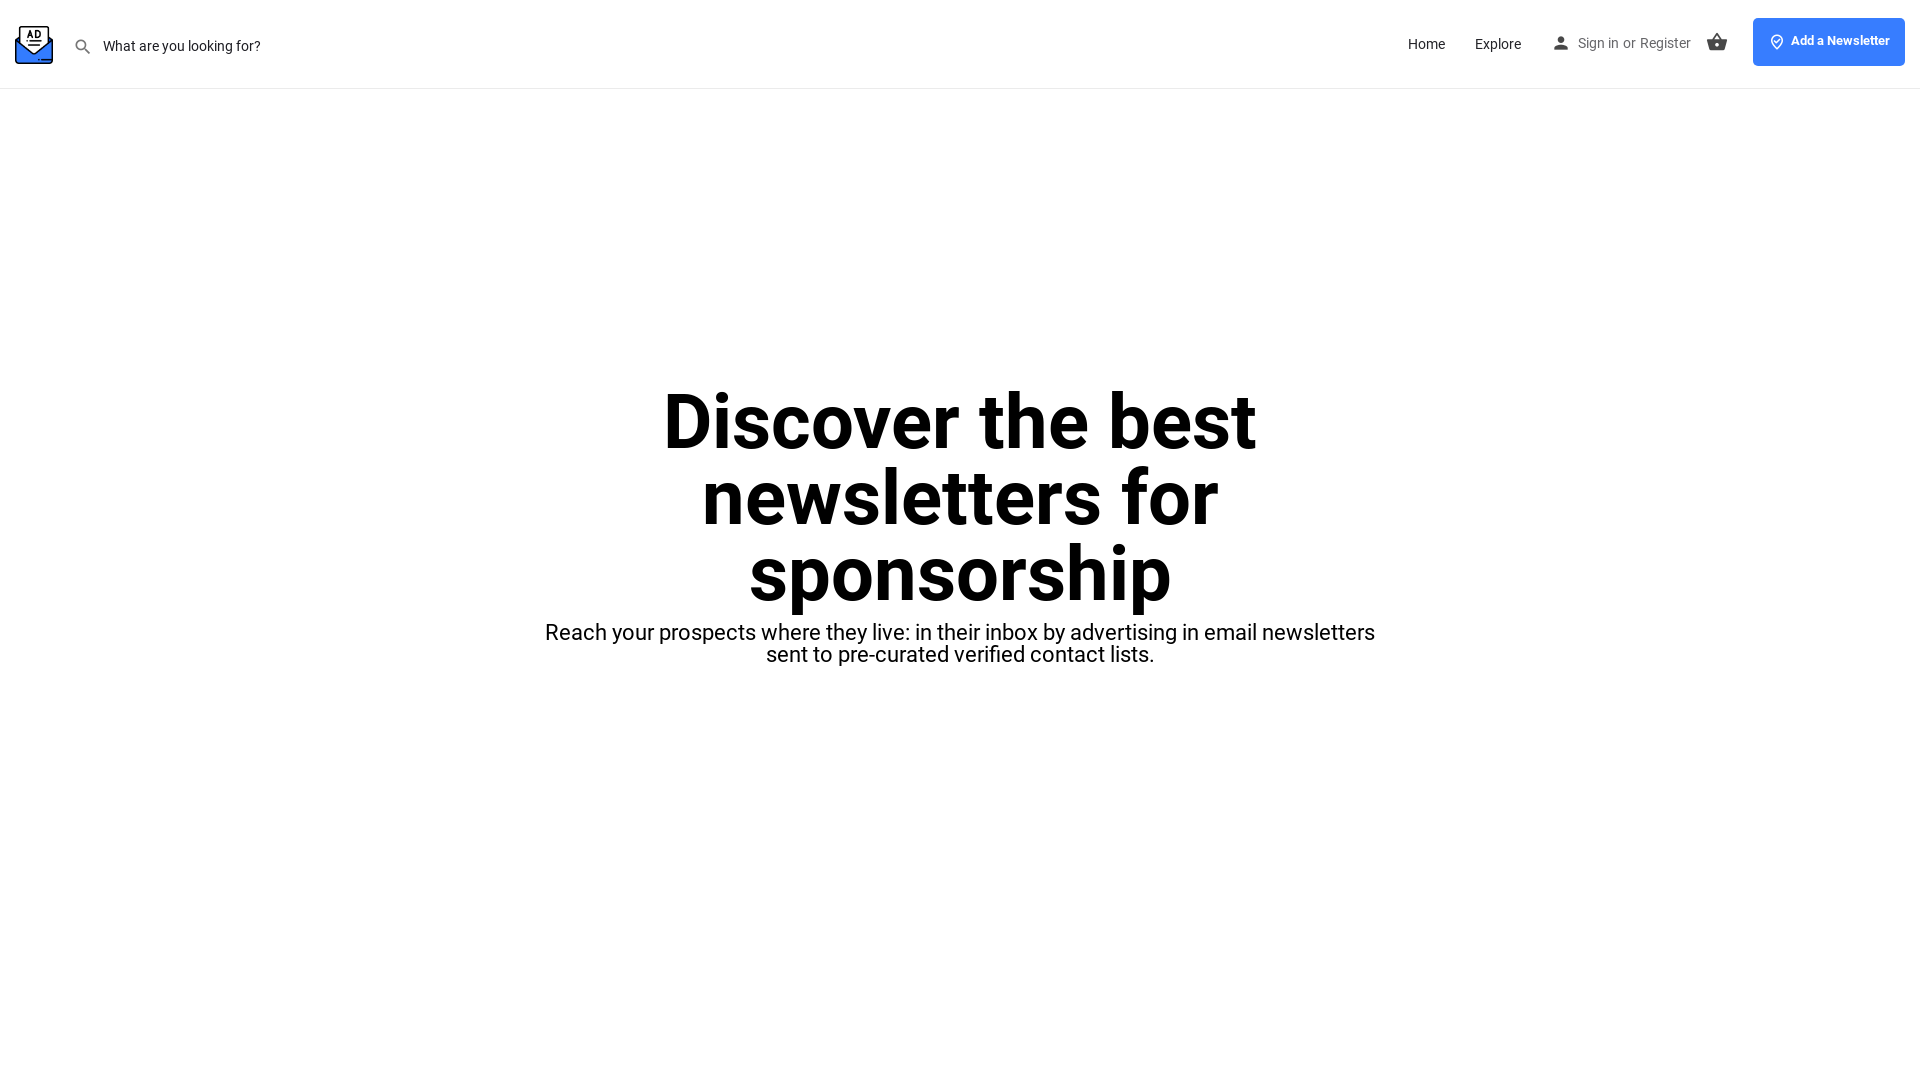 AD
What are you looking for?
Home
Explore
Sign in or Register
Add a Newsletter
Discover the best
newsletters for
sponsorship
Reach your prospects where they live: in their inbox by advertising in email newsletters
sent to pre-curated verified contact lists.